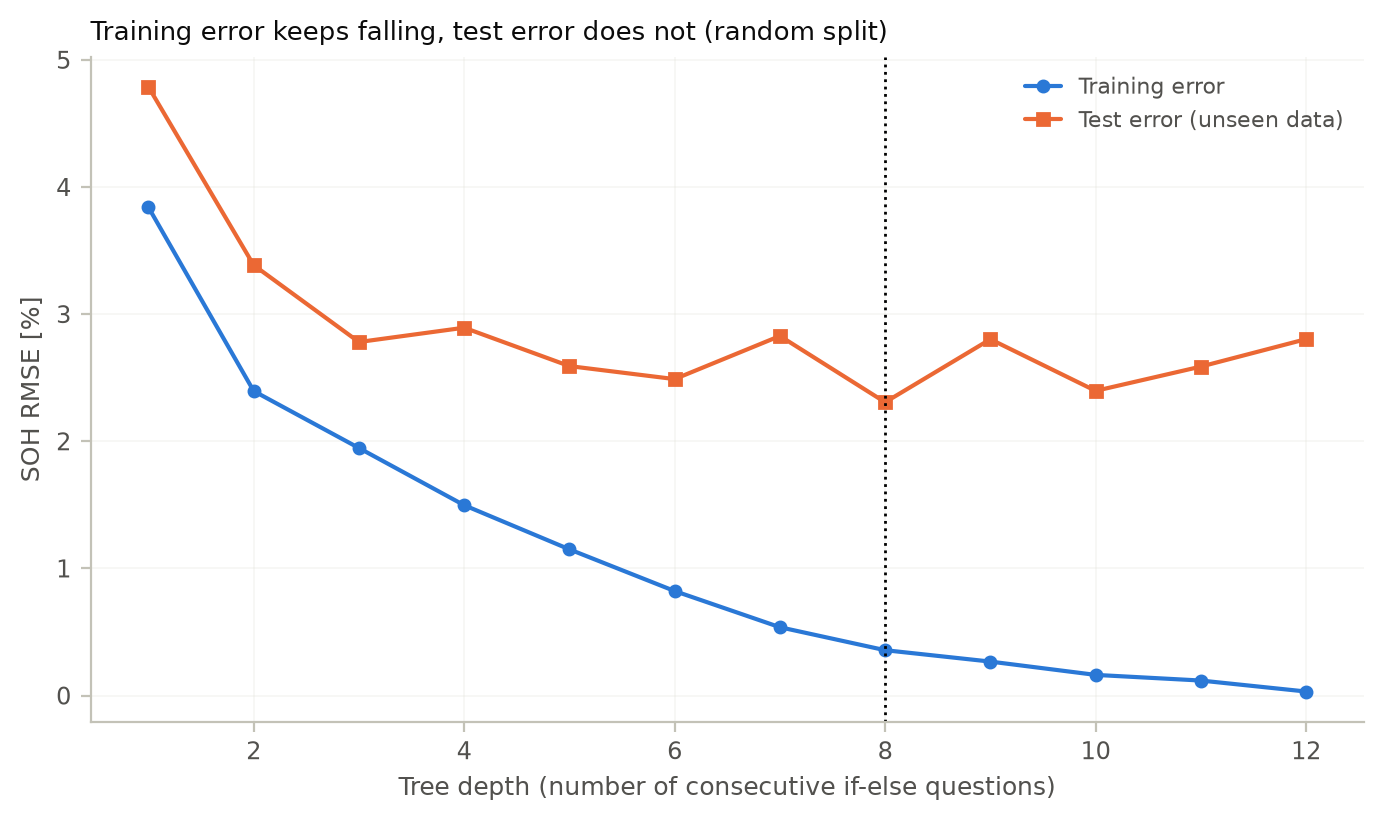 Training error keeps falling, test error does not (random split)
Training error
Test error (unseen data)
SOH RMSE [%]
5
4
3
2
1
0
2 4 6 8 10 12
Tree depth (number of consecutive if-else questions)